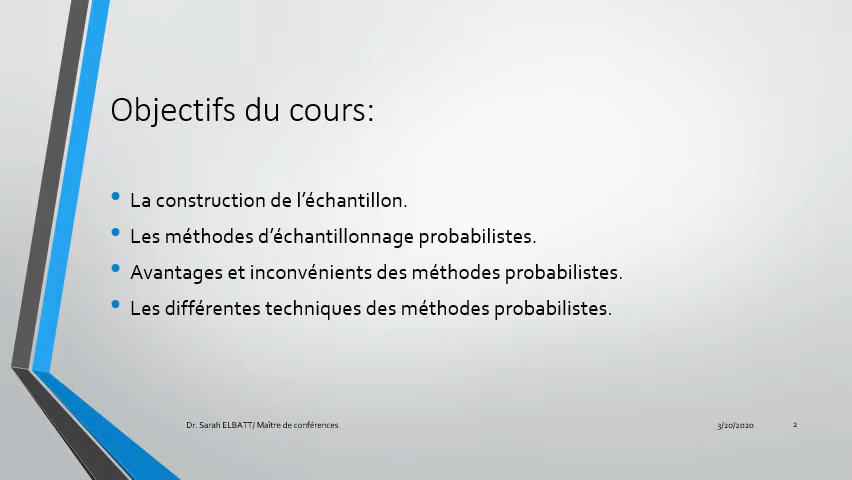 Objectifs du cours:
La construction de l’échantillon.
Les méthodes d’échantillonnage probabilistes.
Avantages et inconvénients des méthodes probabilistes.
Les différentes techniques des méthodes probabilistes.
Dr. Sarah ELBATT/ Maître de conférences
3/20/2020
2